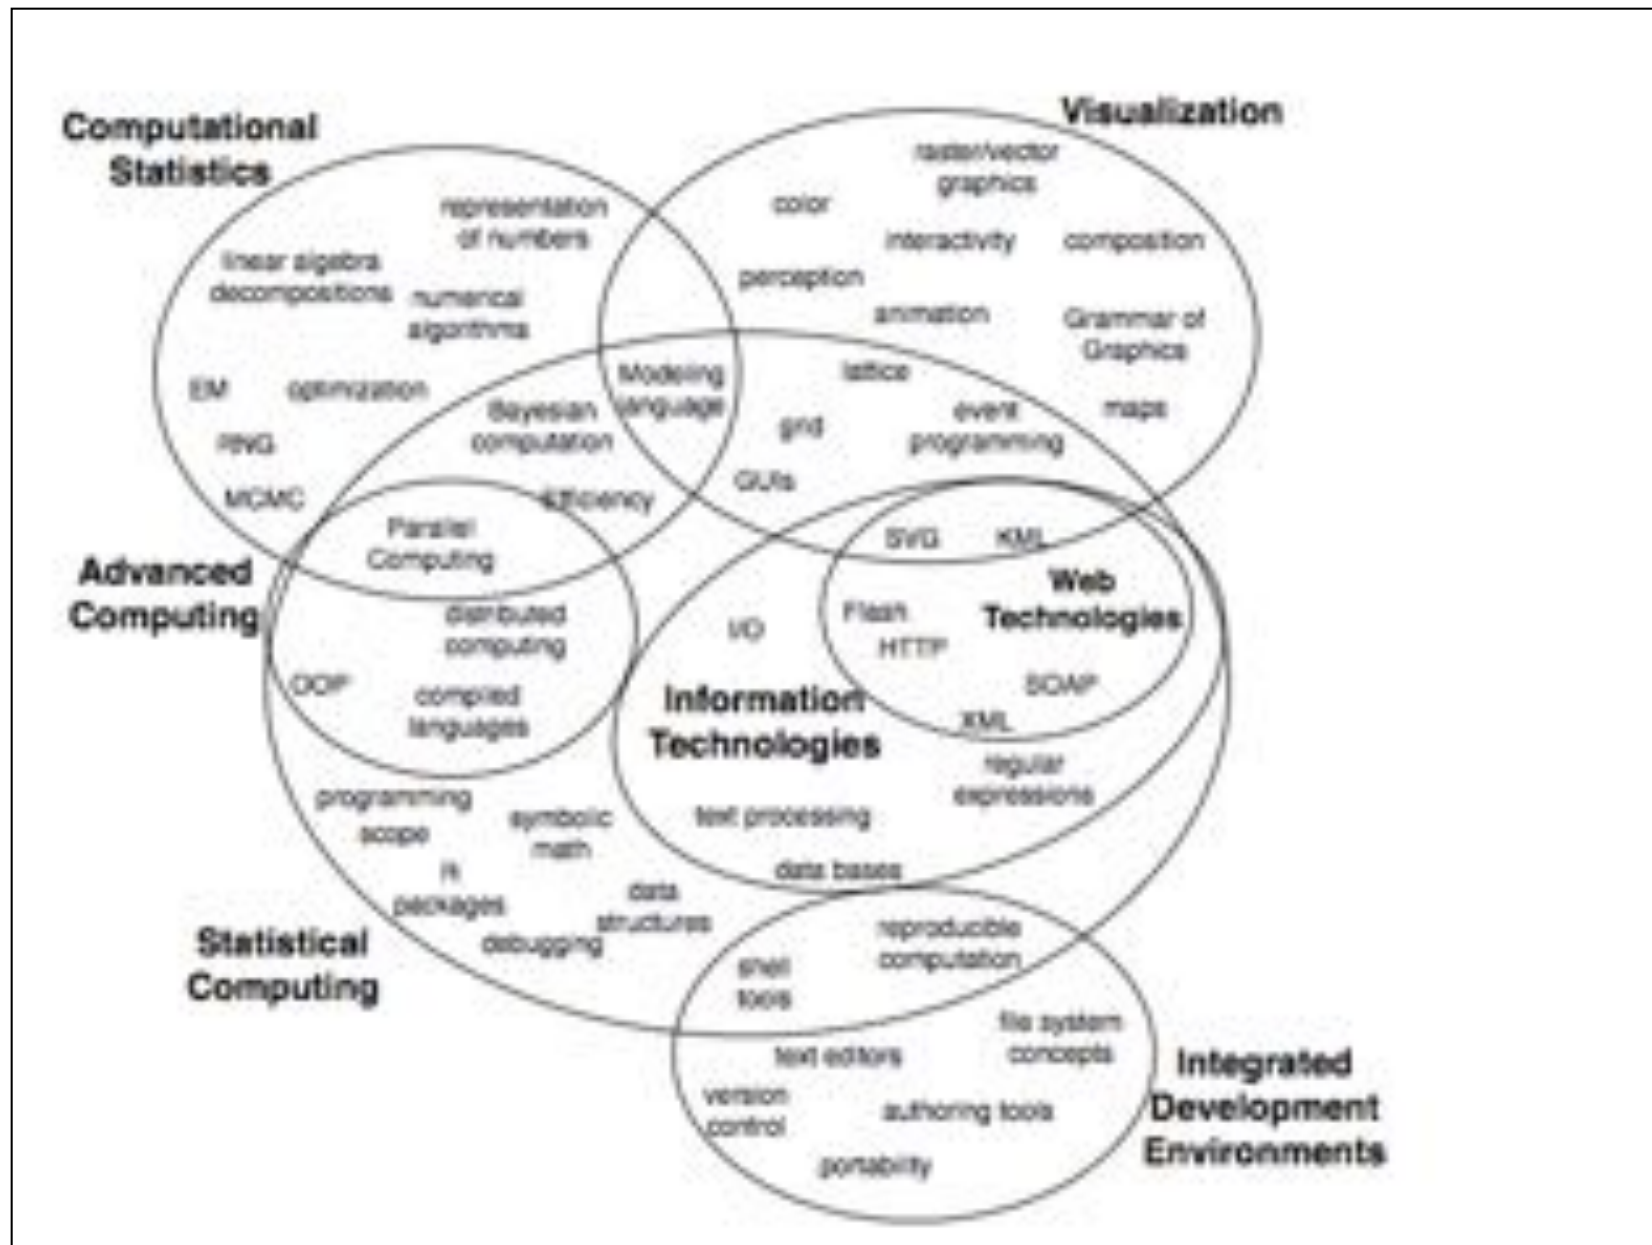 Computational
Statistics
Visualization
raster/vector
graphics
color
representation
of numbers
interactivity
composition
linear algebra
decompositions
perception
numerical
algorithms
animation
Grammar of
Graphics
Modeling
language
lattice
EM
optimization
Bayesian
computation
event
programming
maps
grid
RNG
GUIs
MCMC
Efficiency
Parallel
Computing
SVG
KML
Advanced
Computing
Web
Technologies
distributed
computing
I/O
Flash
HTTP
OOP
compiled
languages
Information
Technologies
SOAP
XML
regular
expressions
programming
scope
symbolic
math
text processing
R
packages
data bases
data
structures
debugging
Statistical
Computing
reproducible
computation
shell
tools
file system
concepts
text editors
version
control
authoring tools
portability
Integrated
Development
Environments